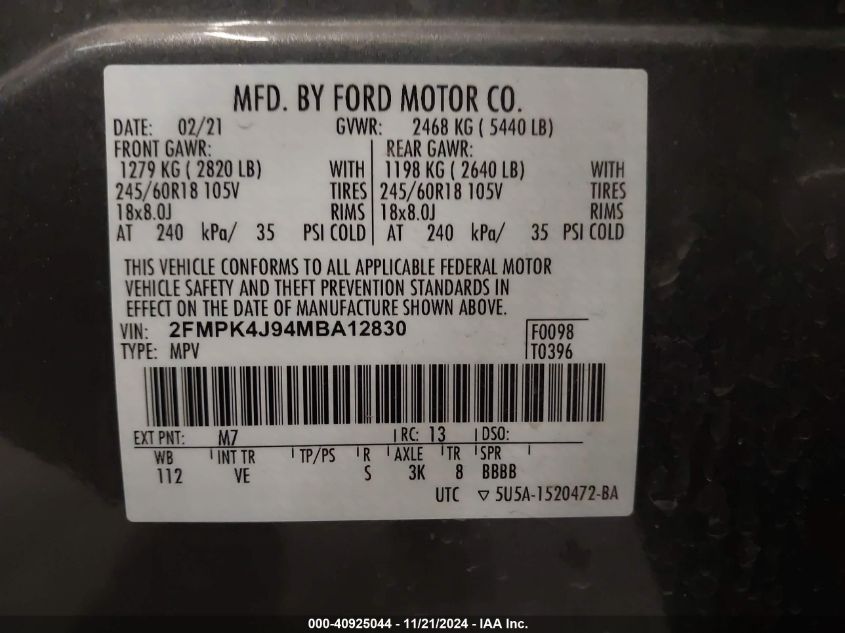 MFD. BY FORD MOTOR CO.
DATE: 02/21 GVWR: 2468 KG ( 5440 LB)
FRONT GAWR: REAR GAWR:
1279 KG ( 2820 LB) WITH 1198 KG ( 2640 LB) WITH
245/60R18 105V TIRES 245/60R18 105V TIRES
18x8.0J RIMS 18x8.0J RIMS
AT 240 kPa/ 35 PSI COLD AT 240 kPa/ 35 PSI COLD
THIS VEHICLE CONFORMS TO ALL APPLICABLE FEDERAL MOTOR
VEHICLE SAFETY AND THEFT PREVENTION STANDARDS IN
EFFECT ON THE DATE OF MANUFACTURE SHOWN ABOVE.
VIN: 2FMPK4J94MBA12830 F0098
TYPE: MPV T0396
EXT PNT: M7 RC: 13 DSO:
WB INT TR TP/PS R AXLE TR SPR
112 VE S 3K 8 BBBB
UTC ▽ 5U5A-1520472-BA
000-40925044 - 11/21/2024 - IAA Inc.